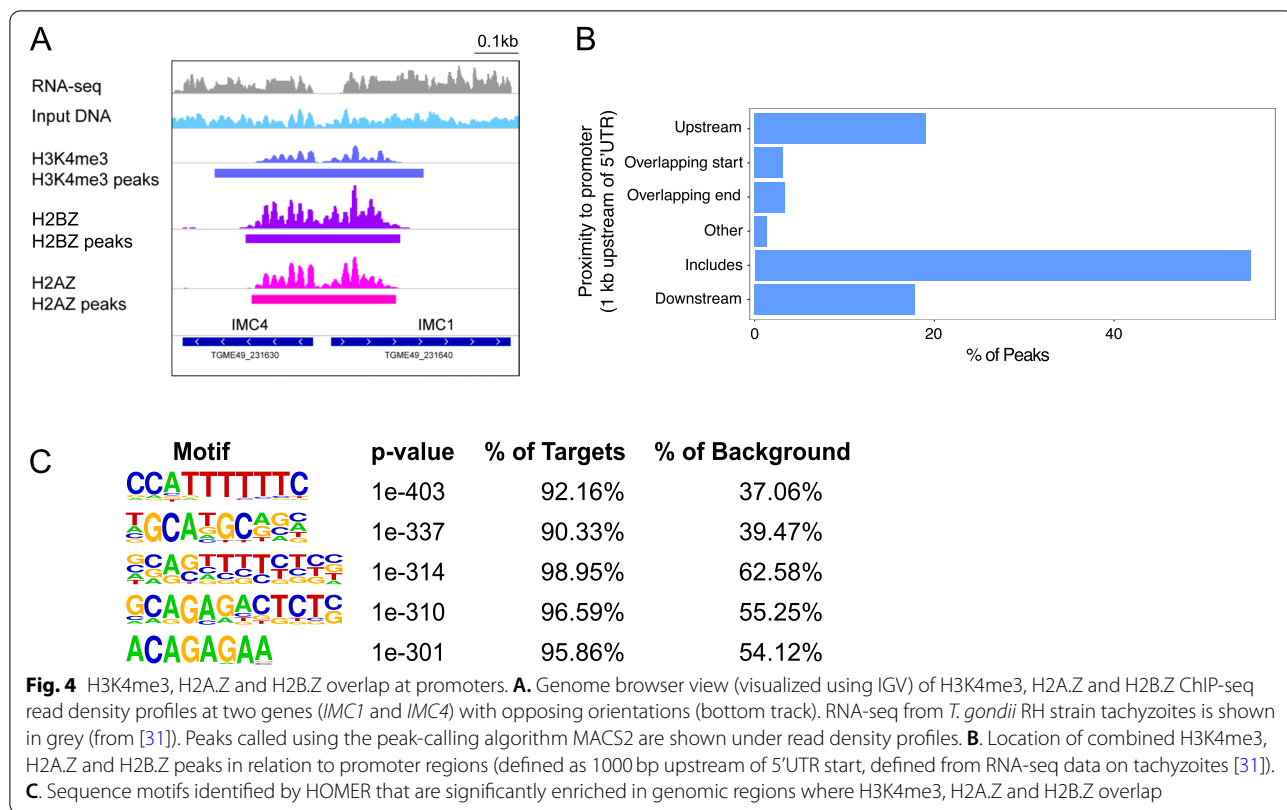 A
0.1kb
RNA-seq
Input DNA
H3K4me3
H3K4me3 peaks
H2BZ
H2BZ peaks
H2AZ
H2AZ peaks
IMC4
IMC1
TGME49_231630
TGME49_231640
B
Proximity to promoter
(1 kb upstream of 5'UTR)
Upstream
Overlapping start
Overlapping end
Other
Includes
Downstream
0
20
40
% of Peaks
C
Motif p-value % of Targets % of Background
CCATTTTTTC 1e-403 92.16% 37.06%
TGCATGCAGC 1e-337 90.33% 39.47%
GCAGTTTTCTCC 1e-314 98.95% 62.58%
GCAGAGACTCTC 1e-310 96.59% 55.25%
ACAGAGAA 1e-301 95.86% 54.12%
Fig. 4 H3K4me3, H2A.Z and H2B.Z overlap at promoters. A. Genome browser view (visualized using IGV) of H3K4me3, H2A.Z and H2B.Z ChIP-seq
read density profiles at two genes (IMC1 and IMC4) with opposing orientations (bottom track). RNA-seq from T. gondii RH strain tachyzoites is shown
in grey (from [31]). Peaks called using the peak-calling algorithm MACS2 are shown under read density profiles. B. Location of combined H3K4me3,
H2A.Z and H2B.Z peaks in relation to promoter regions (defined as 1000 bp upstream of 5'UTR start, defined from RNA-seq data on tachyzoites [31]).
C. Sequence motifs identified by HOMER that are significantly enriched in genomic regions where H3K4me3, H2A.Z and H2B.Z overlap